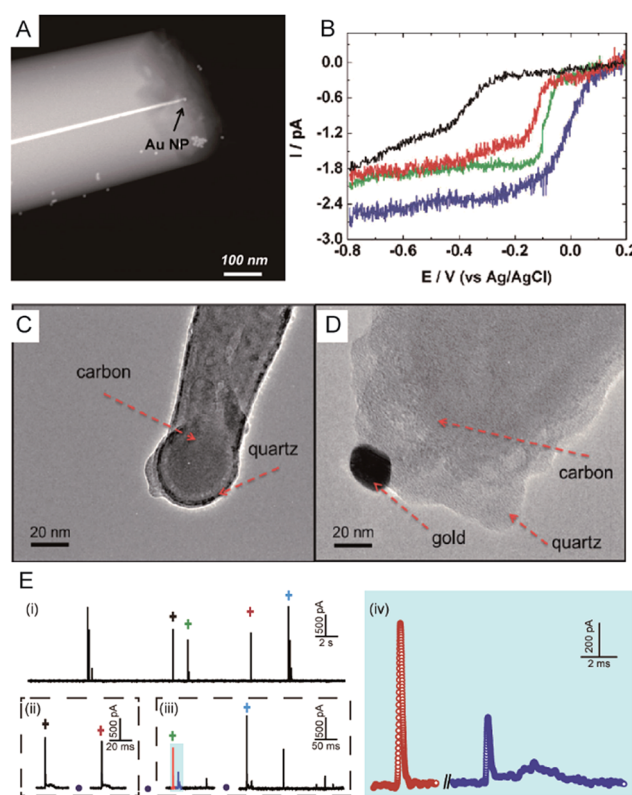 A
Au NP
100 nm
B
I / pA
0.0
-0.6
-1.2
-1.8
-2.4
-3.0
-0.8 -0.6 -0.4 -0.2 0.0 0.2
E / V (vs Ag/AgCl)
C
carbon
quartz
20 nm
D
carbon
gold
quartz
20 nm
E
(i)
500 pA
2 s
(ii)
500 pA
20 ms
(iii)
500 pA
50 ms
(iv)
200 pA
2 ms